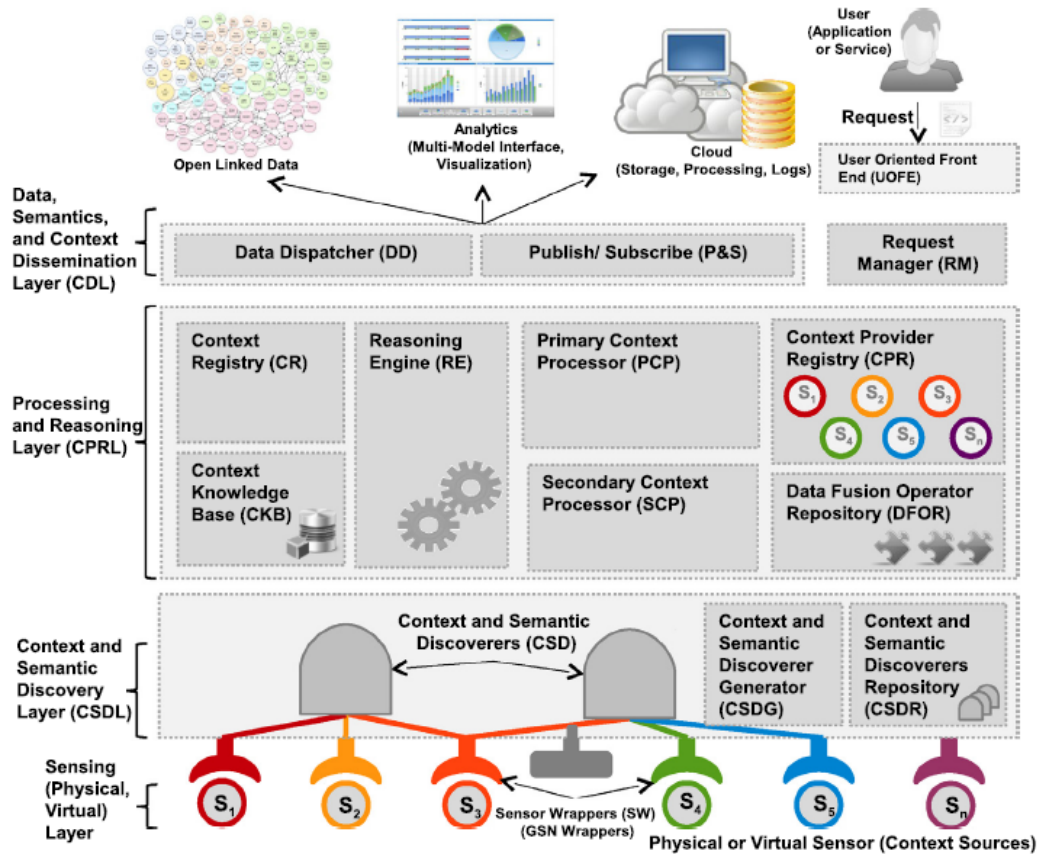 User
(Application
or Service)
Request
</>
Open Linked Data
Analytics
(Multi-Model Interface,
Visualization)
Cloud
(Storage, Processing, Logs)
User Oriented Front
End (UOFE)
Data,
Semantics,
and Context
Dissemination
Layer (CDL)
Data Dispatcher (DD)
Publish/ Subscribe (P&S)
Request
Manager (RM)
Processing
and Reasoning
Layer (CPRL)
Context
Registry (CR)
Reasoning
Engine (RE)
Primary Context
Processor (PCP)
Context Provider
Registry (CPR)
S1
S2
S3
S4
S5
Sn
Context
Knowledge
Base (CKB)
Secondary Context
Processor (SCP)
Data Fusion Operator
Repository (DFOR)
Context and
Semantic
Discovery
Layer (CSDL)
Context and Semantic
Discoverers (CSD)
Context and
Semantic
Discoverer
Generator
(CSDG)
Context and
Semantic
Discoverers
Repository
(CSDR)
Sensing
(Physical,
Virtual)
Layer
S1
S2
S3
Sensor Wrappers (SW)
(GSN Wrappers)
S4
S5
Sn
Physical or Virtual Sensor (Context Sources)